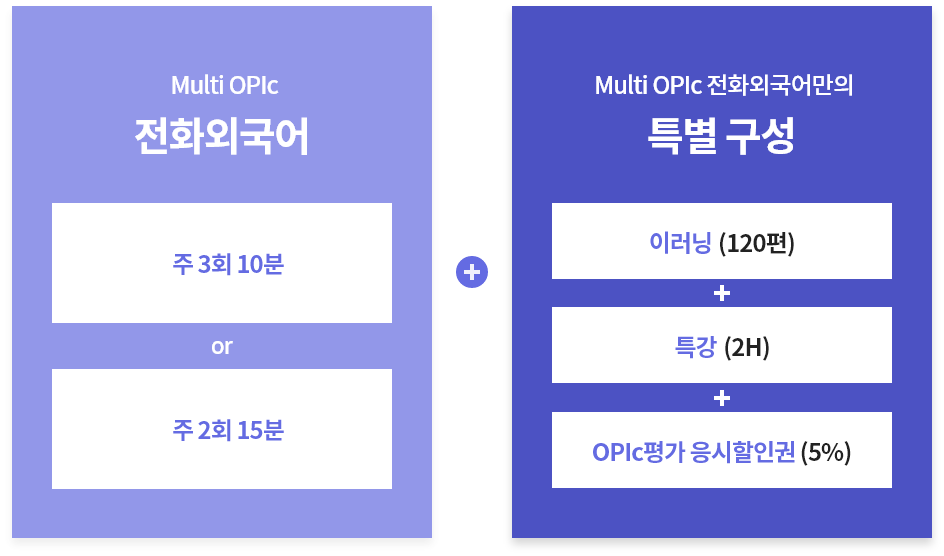 Multi OPIc
전화외국어
주 3회 10분
or
주 2회 15분
+
Multi OPIc 전화외국어만의
특별 구성
이러닝 (120편)
+
특강 (2H)
+
OPIc평가 응시할인권 (5%)